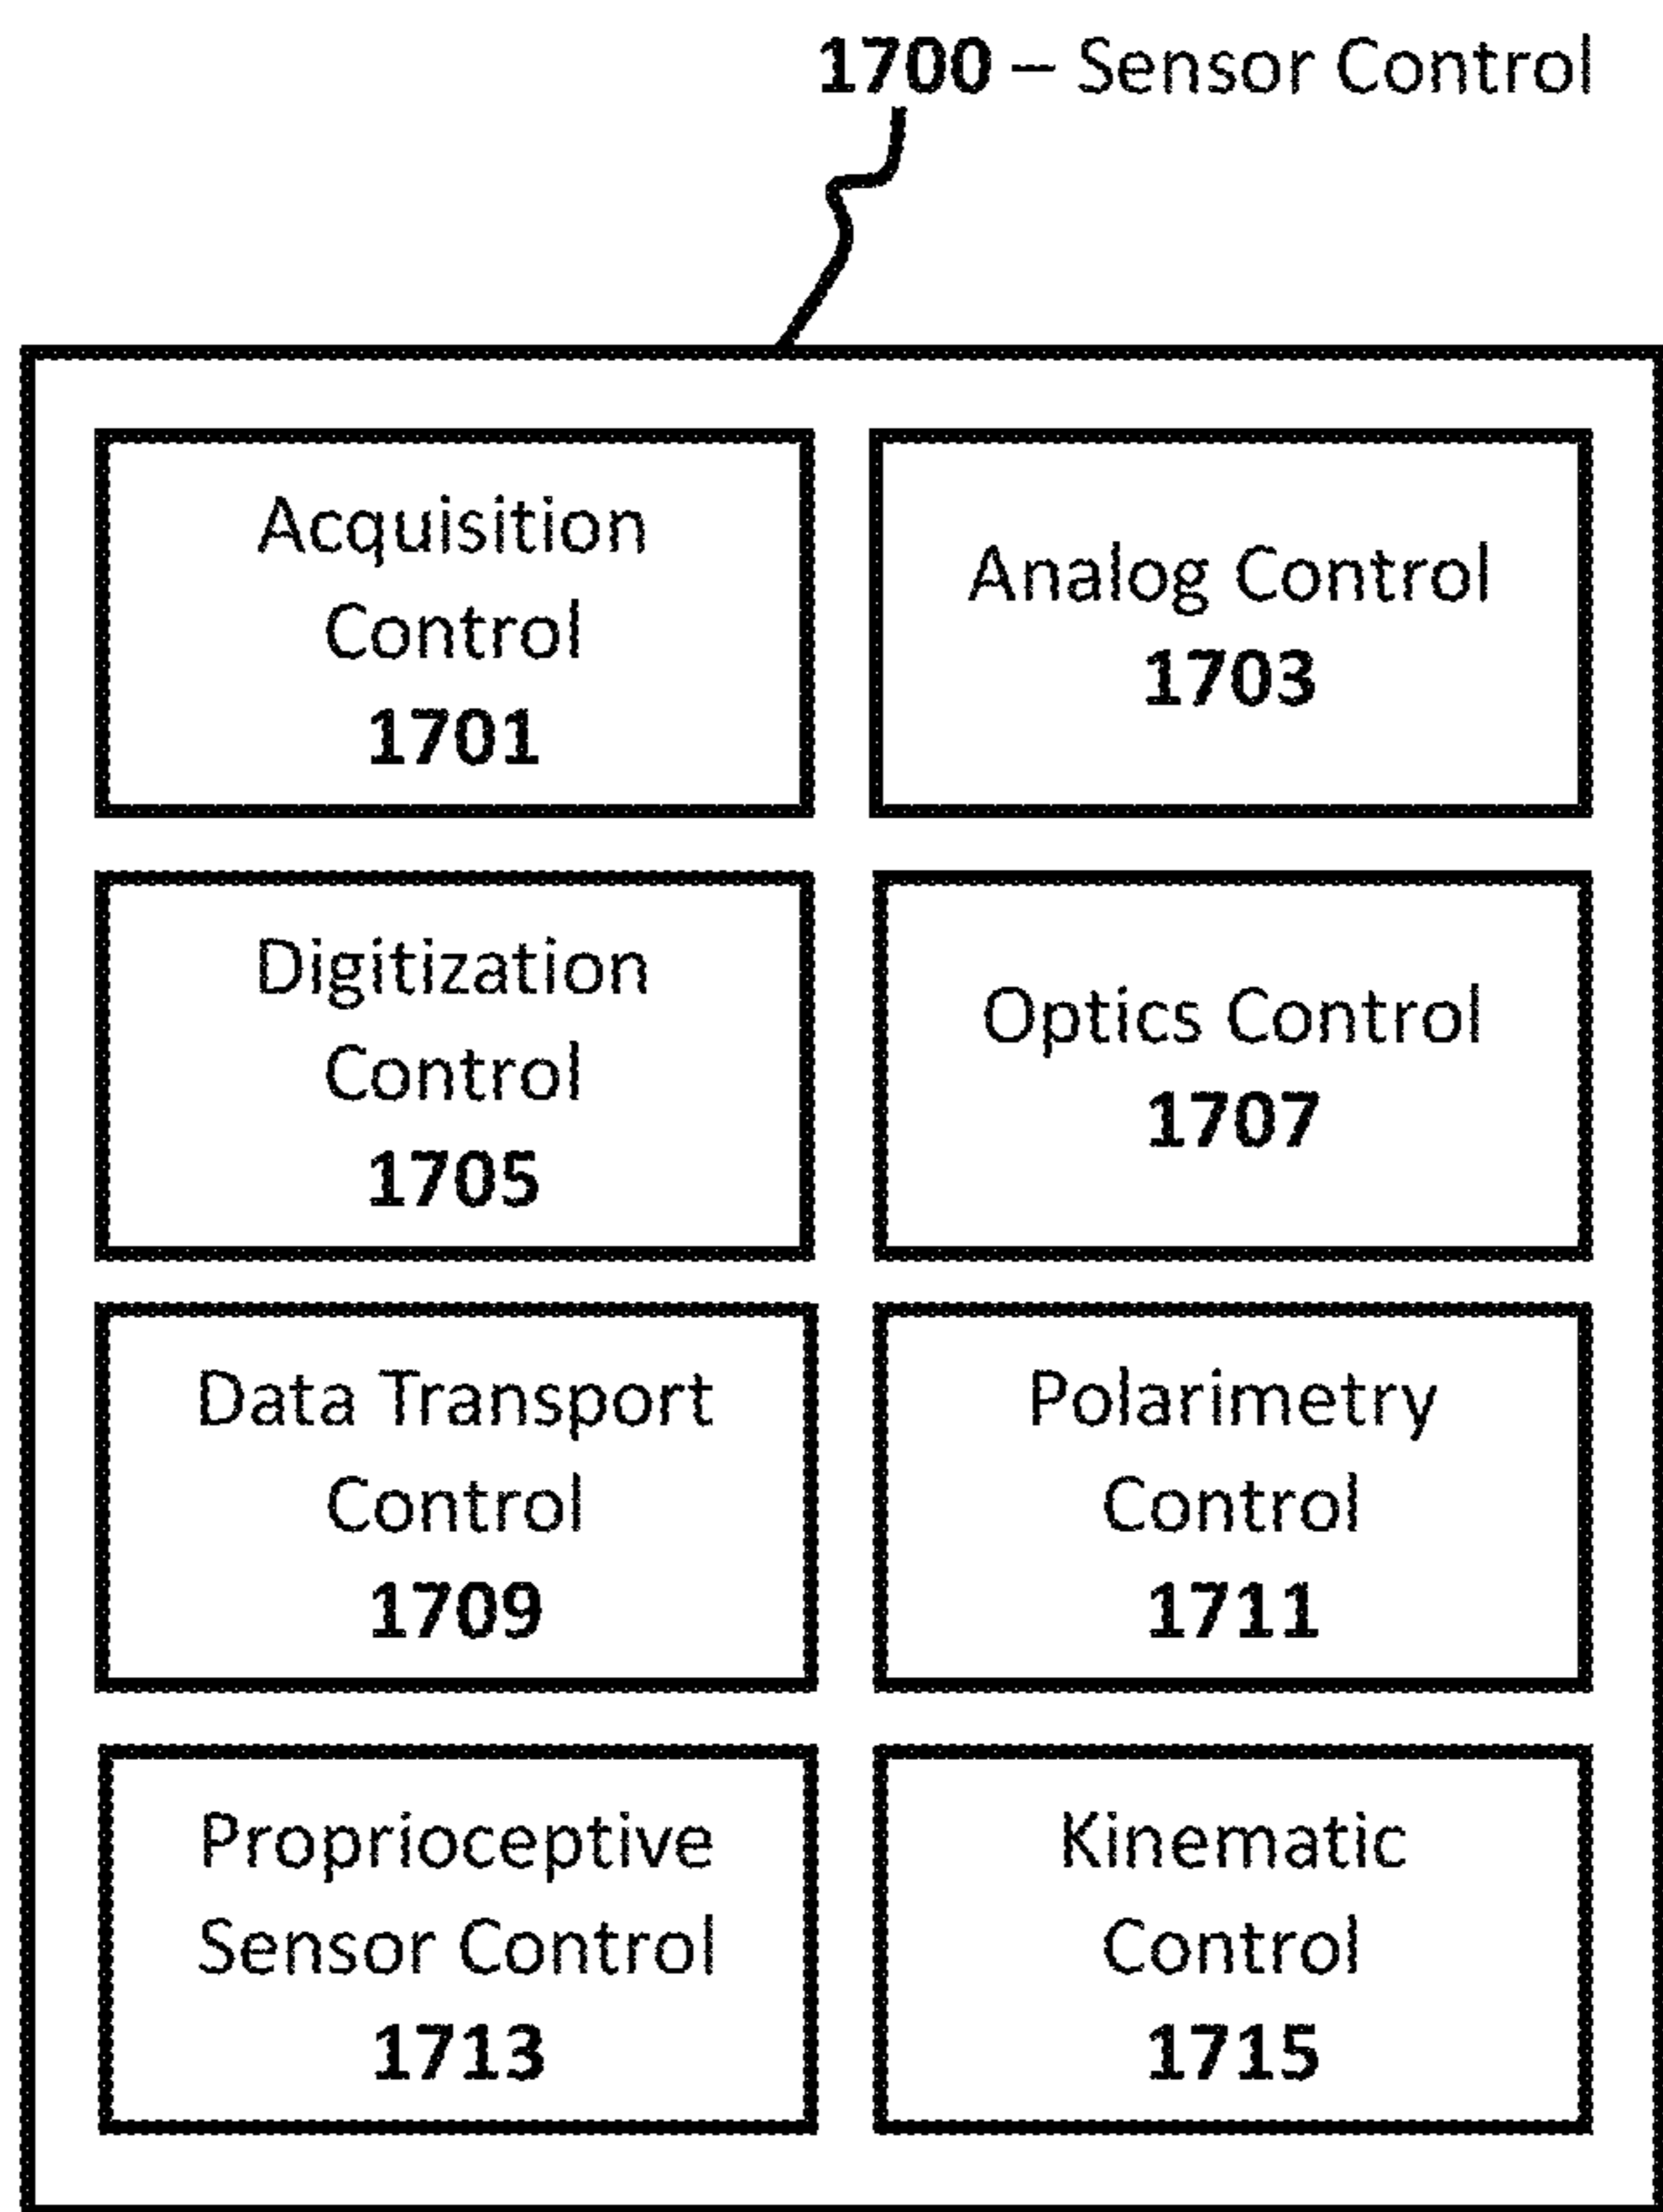 1700 – Sensor Control
Acquisition
Control
1701
Analog Control
1703
Digitization
Control
1705
Optics Control
1707
Data Transport
Control
1709
Polarimetry
Control
1711
Proprioceptive
Sensor Control
1713
Kinematic
Control
1715